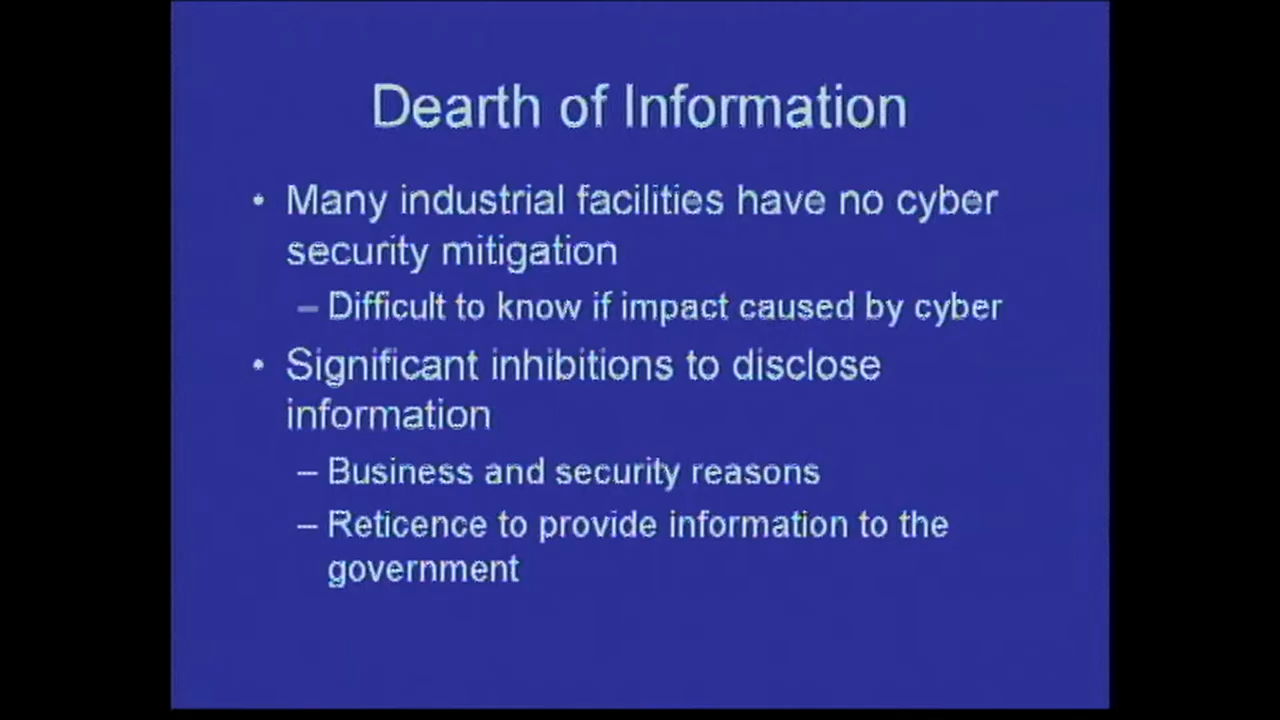 Dearth of Information
• Many industrial facilities have no cyber
security mitigation
– Difficult to know if impact caused by cyber
• Significant inhibitions to disclose
information
– Business and security reasons
– Reticence to provide information to the
government